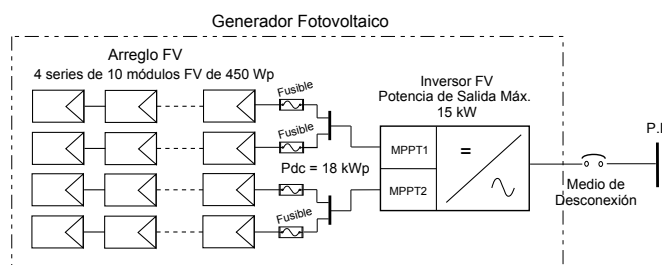 Generador Fotovoltaico
Arreglo FV
4 series de 10 módulos FV de 450 Wp
Fusible
Fusible
Pdc = 18 kWp
Fusible
Fusible
Inversor FV
Potencia de Salida Máx.
15 kW
MPPT1
MPPT2
=
Medio de
Desconexión